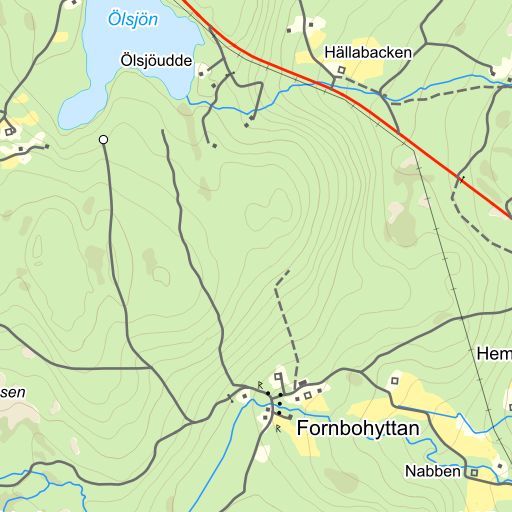 Ölsjön
Ölsjöudde
Hällabacken
Hem
sen
Fornbohyttan
Nabben
R
R